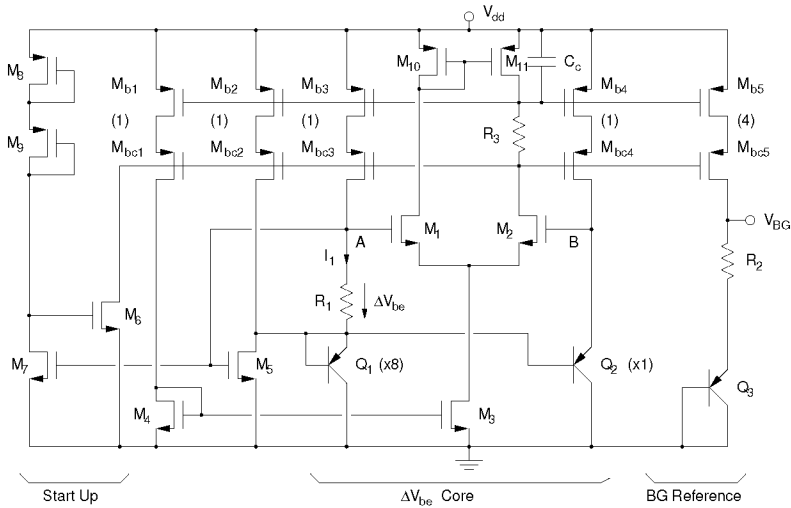 V_dd
M_8
M_b1
M_b2
M_b3
M_10
M_11
C_c
M_b4
M_b5
(1)
(1)
(1)
(1)
(4)
M_9
M_bc1
M_bc2
M_bc3
R_3
M_bc4
M_bc5
A
M_1
M_2
B
V_BG
I_1
R_2
R_1
ΔV_be
M_6
M_7
M_5
Q_1 (x8)
Q_2 (x1)
Q_3
M_4
M_3
Start Up
ΔV_be Core
BG Reference